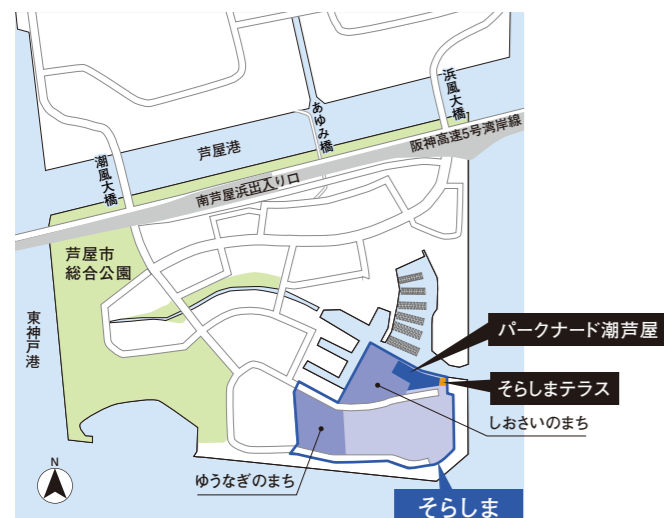 浜風大橋
あゆみ橋
阪神高速5号湾岸線
芦屋港
潮風大橋
南芦屋浜出入り口
芦屋市
総合公園
東神戸港
パークナード潮芦屋
そらしまテラス
しおさいのまち
ゆうなぎのまち
N
そらしま